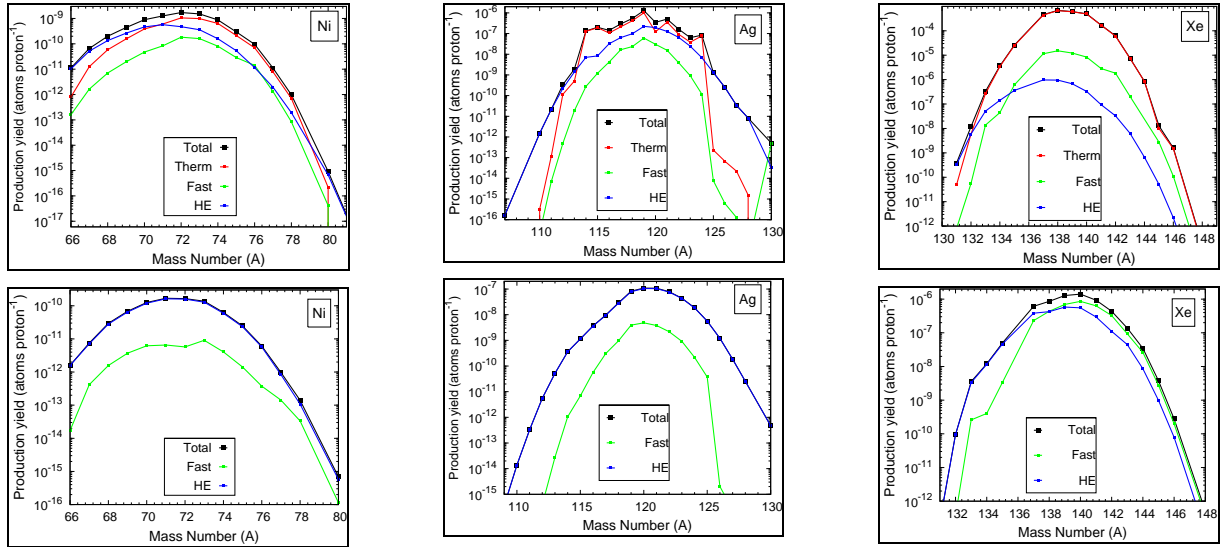 Production yield (atoms proton⁻¹)
10⁻⁸
10⁻⁹
10⁻¹⁰
10⁻¹¹
10⁻¹²
10⁻¹³
10⁻¹⁴
10⁻¹⁵
10⁻¹⁶
10⁻¹⁷
Ni
Total
Therm
Fast
HE
66 68 70 72 74 76 78 80
Mass Number (A)
Production yield (atoms proton⁻¹)
10⁻⁶
10⁻⁷
10⁻⁸
10⁻⁹
10⁻¹⁰
10⁻¹¹
10⁻¹²
10⁻¹³
10⁻¹⁴
10⁻¹⁵
10⁻¹⁶
Ag
Total
Therm
Fast
HE
110 115 120 125 130
Mass Number (A)
Production yield (atoms proton⁻¹)
10⁻⁴
10⁻⁵
10⁻⁶
10⁻⁷
10⁻⁸
10⁻⁹
10⁻¹⁰
10⁻¹¹
10⁻¹²
Xe
Total
Therm
Fast
HE
130 132 134 136 138 140 142 144 146 148
Mass Number (A)
Production yield (atoms proton⁻¹)
10⁻¹⁰
10⁻¹¹
10⁻¹²
10⁻¹³
10⁻¹⁴
10⁻¹⁵
10⁻¹⁶
Ni
Total
Fast
HE
66 68 70 72 74 76 78 80
Mass Number (A)
Production yield (atoms proton⁻¹)
10⁻⁷
10⁻⁸
10⁻⁹
10⁻¹⁰
10⁻¹¹
10⁻¹²
10⁻¹³
10⁻¹⁴
10⁻¹⁵
Ag
Total
Fast
HE
110 115 120 125 130
Mass Number (A)
Production yield (atoms proton⁻¹)
10⁻⁶
10⁻⁷
10⁻⁸
10⁻⁹
10⁻¹⁰
10⁻¹¹
10⁻¹²
Xe
Total
Fast
HE
132 134 136 138 140 142 144 146 148
Mass Number (A)